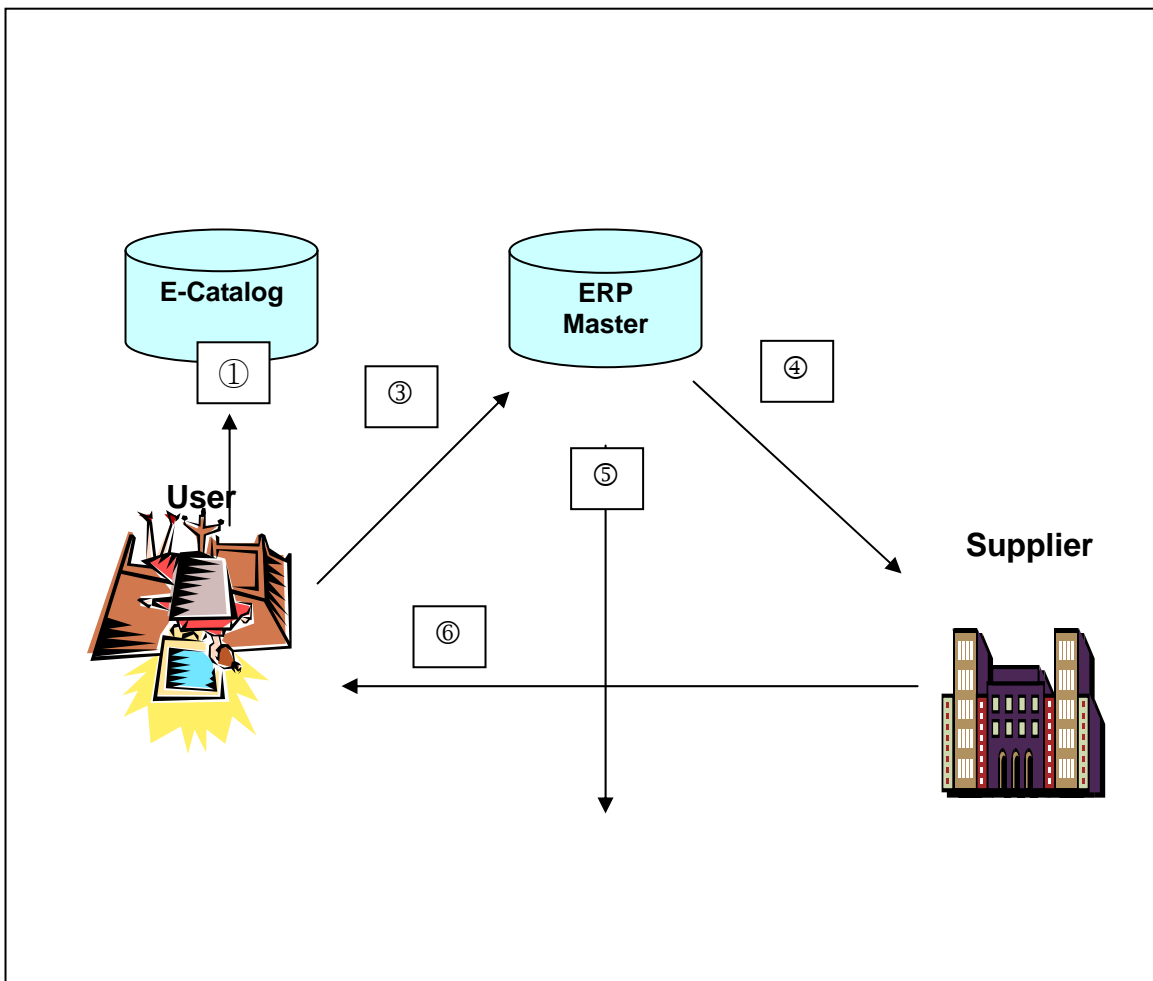 E-Catalog
ERP
Master
①
③
④
⑤
User
Supplier
⑥